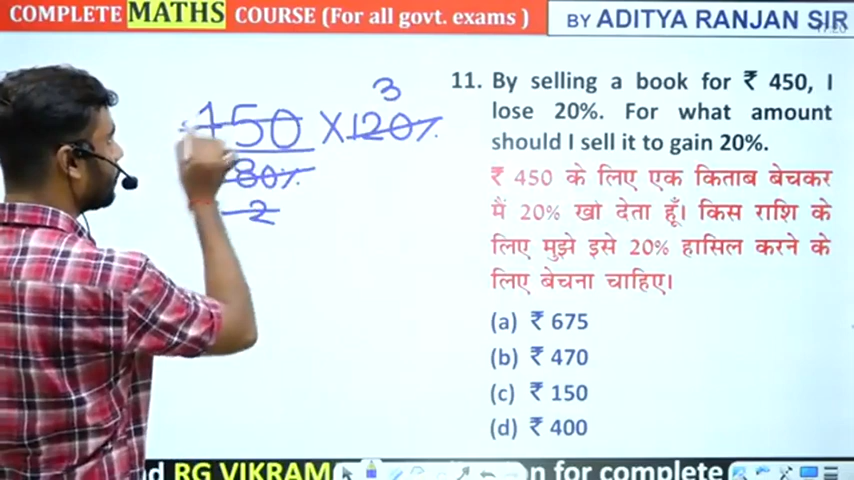 COMPLETE MATHS COURSE (For all govt. exams )
BY ADITYA RANJAN SIR
3
450 X 120%
80%
2
11. By selling a book for ₹ 450, I
lose 20%. For what amount
should I sell it to gain 20%.
₹ 450 के लिए एक किताब बेचकर
मैं 20% खो देता हूँ। किस राशि के
लिए मुझे इसे 20% हासिल करने के
लिए बेचना चाहिए।
(a) ₹ 675
(b) ₹ 470
(c) ₹ 150
(d) ₹ 400
RG VIKRAM
on for complete